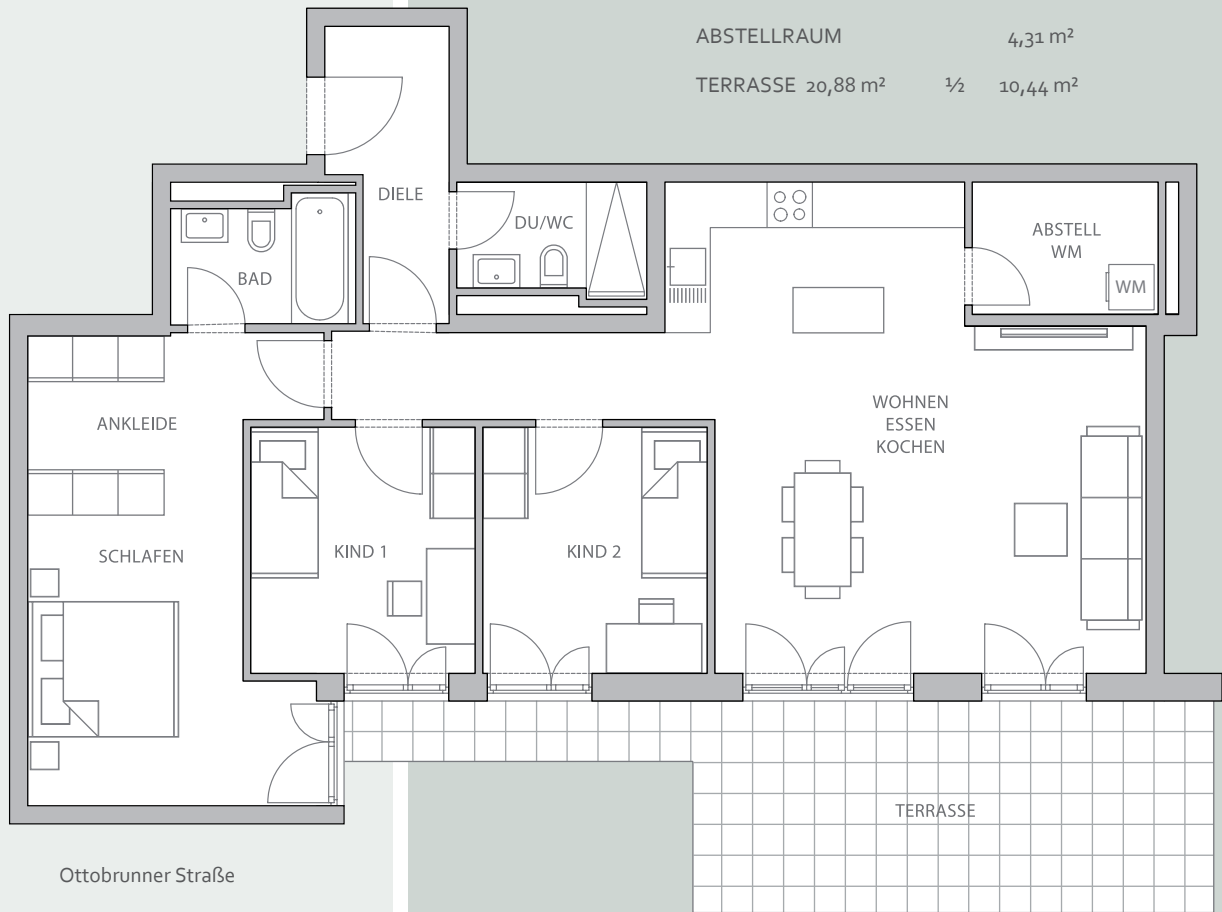 ABSTELLRAUM 4,31 m²
TERRASSE 20,88 m² ½ 10,44 m²
DIELE
DU/WC
BAD
ABSTELL
WM
WM
ANKLEIDE
WOHNEN
ESSEN
KOCHEN
SCHLAFEN
KIND 1
KIND 2
TERRASSE
Ottobrunner Straße